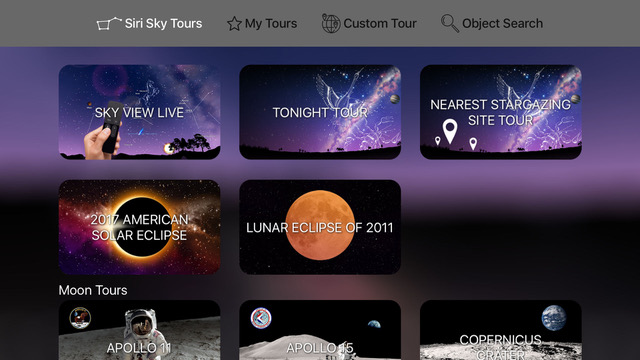 Siri Sky Tours
My Tours
Custom Tour
Object Search
SKY VIEW LIVE
TONIGHT TOUR
NEAREST STARGAZING
SITE TOUR
2017 AMERICAN
SOLAR ECLIPSE
LUNAR ECLIPSE OF 2011
Moon Tours
APOLLO 11
APOLLO 15
COPERNICUS
CRATER